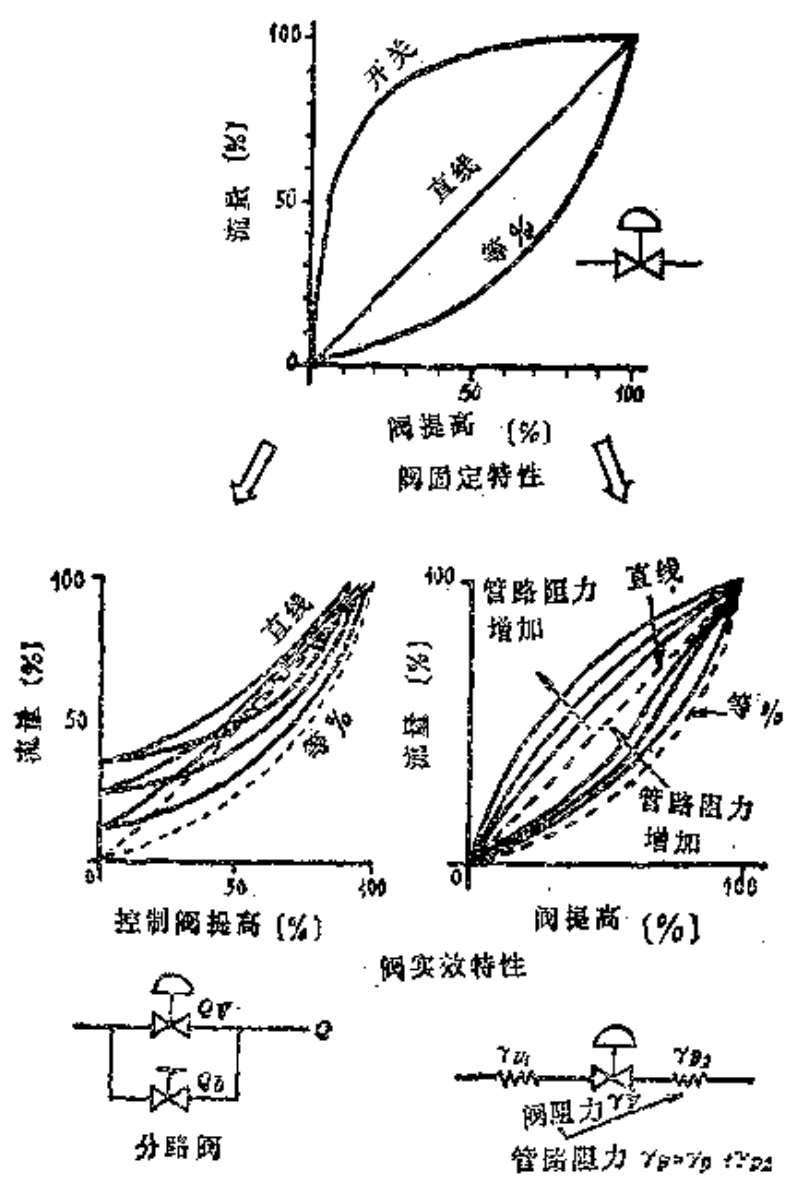 100
开关
流量 (%)
直线
50
等%
0
50
100
阀提高 (%)
阀固定特性
100
直线
流量 (%)
50
等%
0
50
100
控制阀提高 (%)
100
管路阻力
增加
直线
流量 (%)
等%
管路阻力
增加
0
100
阀提高 (%)
阀实效特性
Q
分路阀
阀阻力
管路阻力